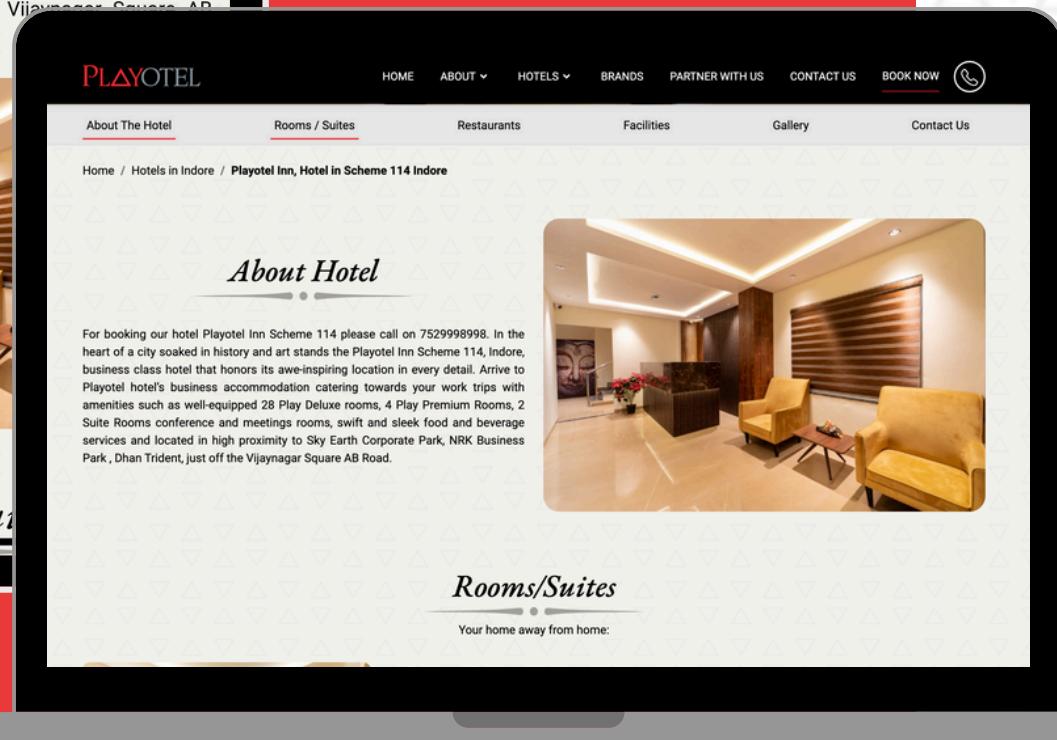 Vijaynagar Square AB
PLAYOTEL
HOME ABOUT HOTELS BRANDS PARTNER WITH US CONTACT US BOOK NOW
About The Hotel Rooms / Suites Restaurants Facilities Gallery Contact Us
Home / Hotels in Indore / Playotel Inn, Hotel in Scheme 114 Indore
About Hotel
For booking our hotel Playotel Inn Scheme 114 please call on 7529998998. In the
heart of a city soaked in history and art stands the Playotel Inn Scheme 114, Indore,
business class hotel that honors its awe-inspiring location in every detail. Arrive to
Playotel hotel's business accommodation catering towards your work trips with
amenities such as well-equipped 28 Play Deluxe rooms, 4 Play Premium Rooms, 2
Suite Rooms conference and meetings rooms, swift and sleek food and beverage
services and located in high proximity to Sky Earth Corporate Park, NRK Business
Park , Dhan Trident, just off the Vijaynagar Square AB Road.
Rooms/Suites
Your home away from home: